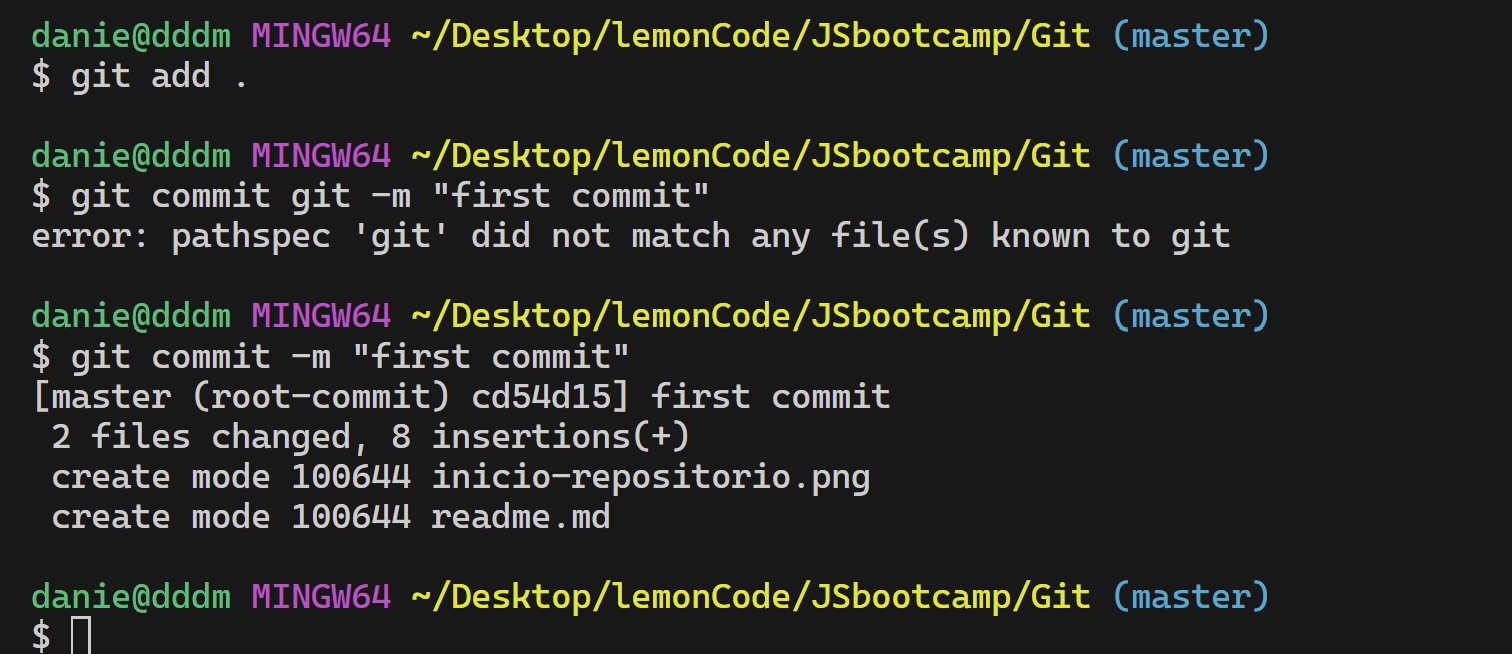 danie@dddm MINGW64 ~/Desktop/lemonCode/JSbootcamp/Git (master)
$ git add .
danie@dddm MINGW64 ~/Desktop/lemonCode/JSbootcamp/Git (master)
$ git commit git -m "first commit"
error: pathspec 'git' did not match any file(s) known to git
danie@dddm MINGW64 ~/Desktop/lemonCode/JSbootcamp/Git (master)
$ git commit -m "first commit"
[master (root-commit) cd54d15] first commit
 2 files changed, 8 insertions(+)
 create mode 100644 inicio-repositorio.png
 create mode 100644 readme.md
danie@dddm MINGW64 ~/Desktop/lemonCode/JSbootcamp/Git (master)
$